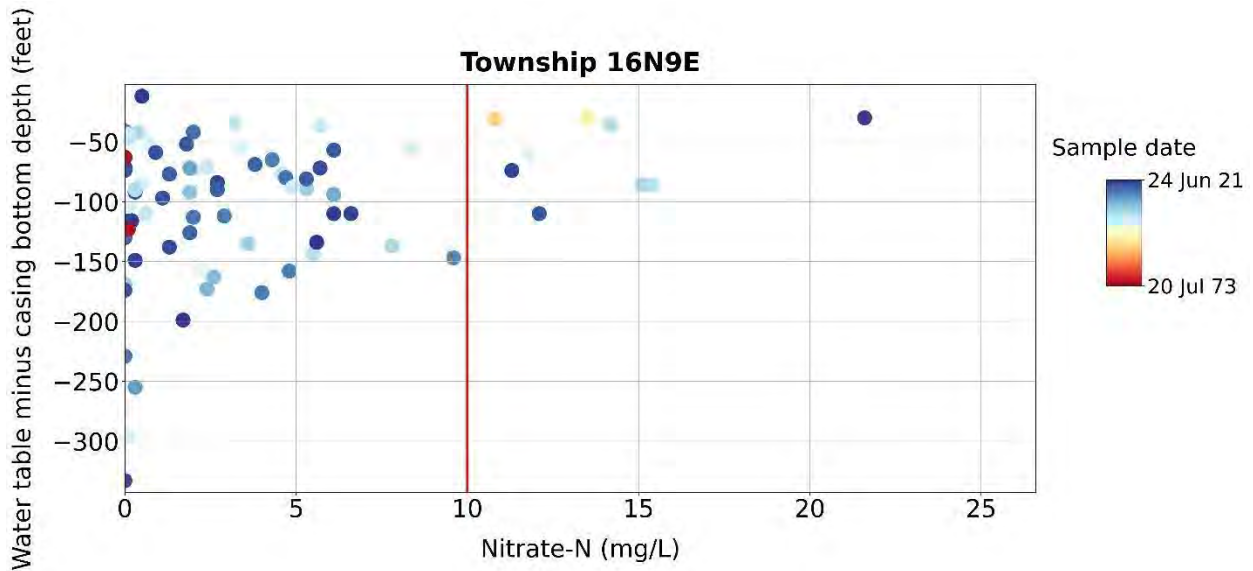 Township 16N9E
Water table minus casing bottom depth (feet)
−50
−100
−150
−200
−250
−300
0 5 10 15 20 25
Nitrate-N (mg/L)
Sample date
24 Jun 21
20 Jul 73